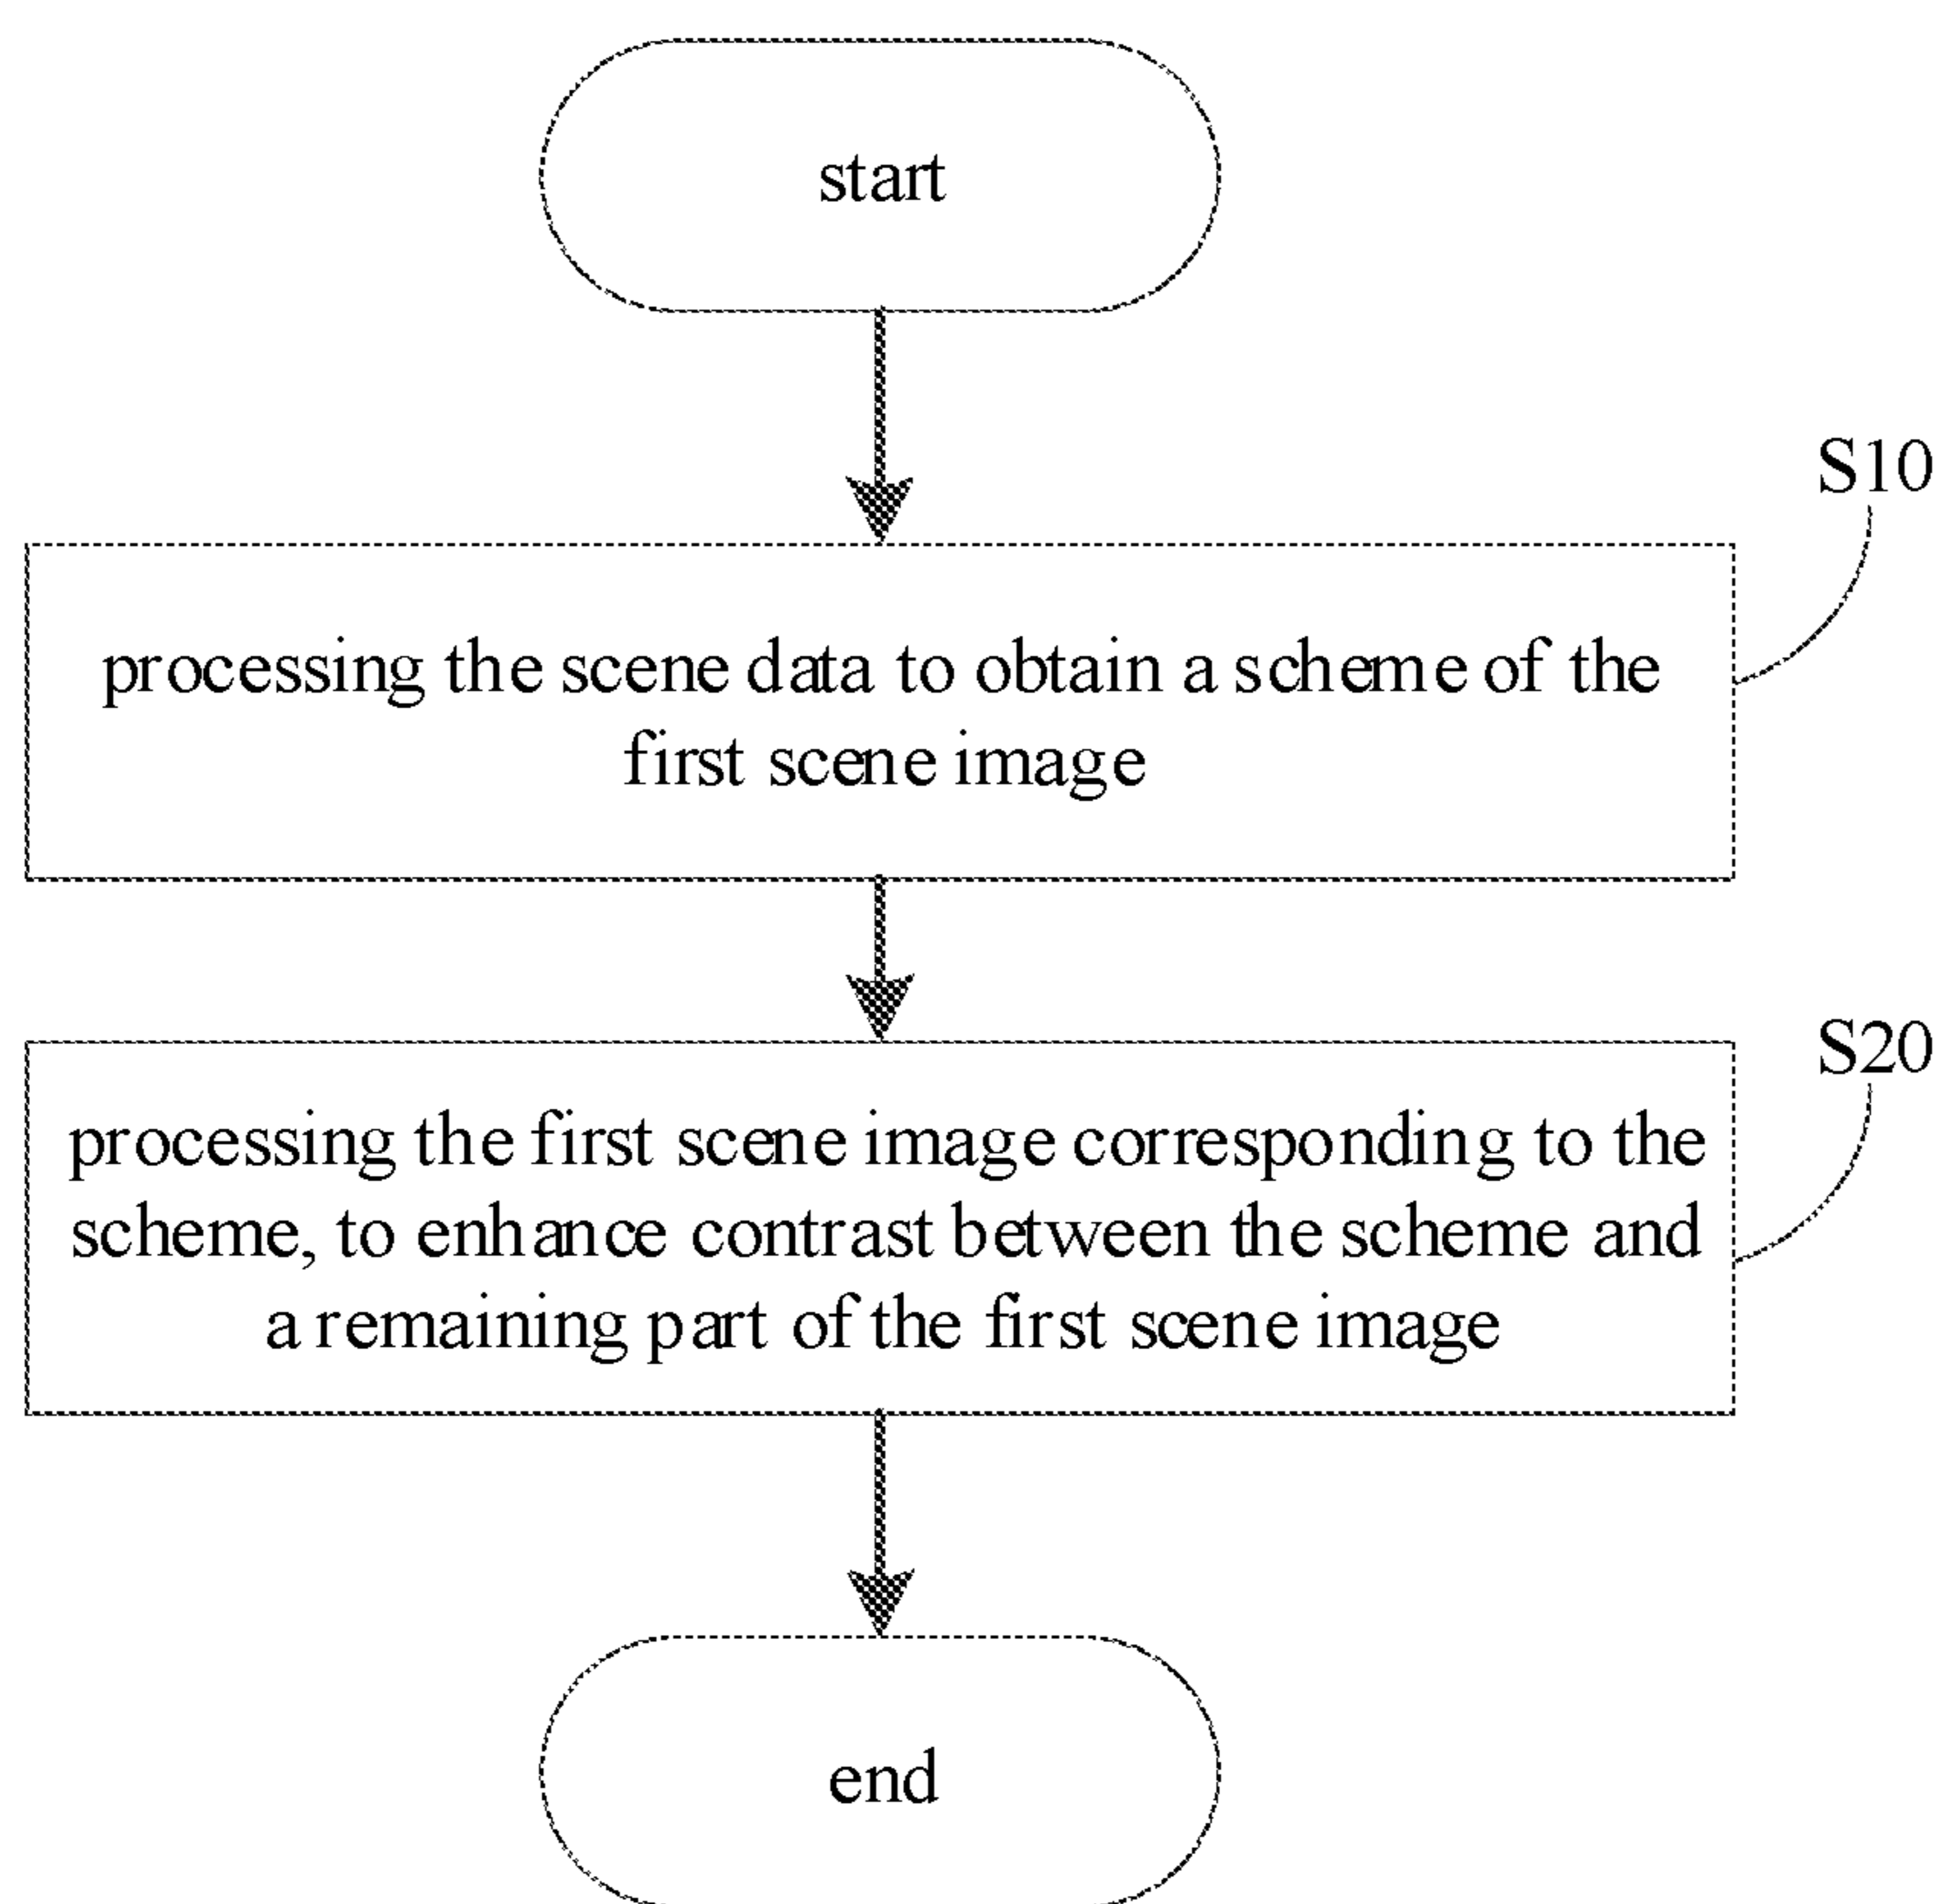 start
S10
processing the scene data to obtain a scheme of the
first scene image
S20
processing the first scene image corresponding to the
scheme, to enhance contrast between the scheme and
a remaining part of the first scene image
end